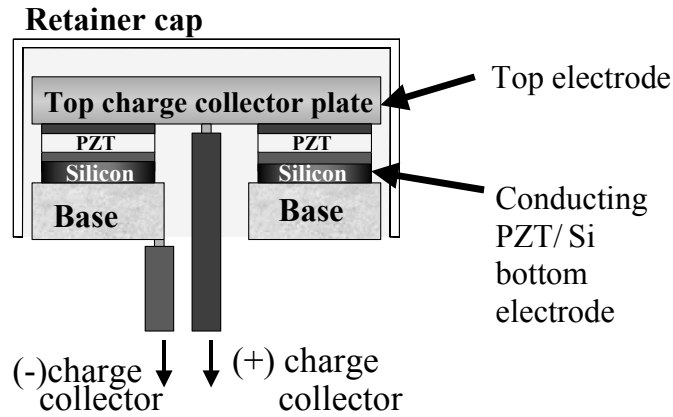 Retainer cap
Top electrode
Top charge collector plate
PZT
PZT
Silicon
Silicon
Base
Base
Conducting
PZT/ Si
bottom
electrode
(-)charge
collector
(+) charge
collector